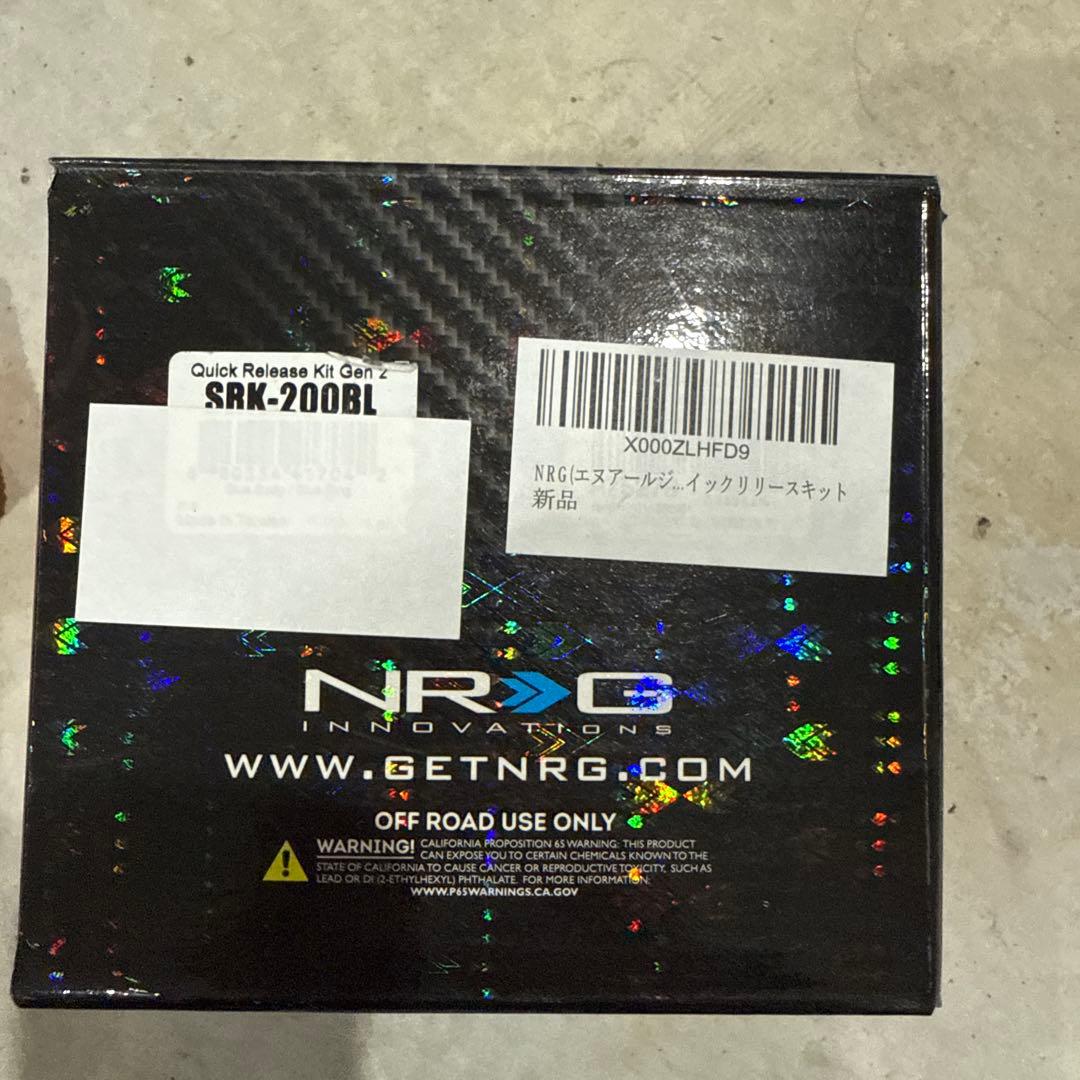 Quick Release Kit Gen 2
SRK-200BL
X000ZLHFD9
NRG(エヌアールジ...イックリリースキット
新品
NRG
INNOVATIONS
WWW.GETNRG.COM
OFF ROAD USE ONLY
WARNING! CALIFORNIA PROPOSITION 65 WARNING: THIS PRODUCT
CAN EXPOSE YOU TO CERTAIN CHEMICALS KNOWN TO THE
STATE OF CALIFORNIA TO CAUSE CANCER OR REPRODUCTIVE TOXICITY, SUCH AS
LEAD OR DI (2-ETHYLHEXYL) PHTHALATE. FOR MORE INFORMATION:
WWW.P65WARNINGS.CA.GOV